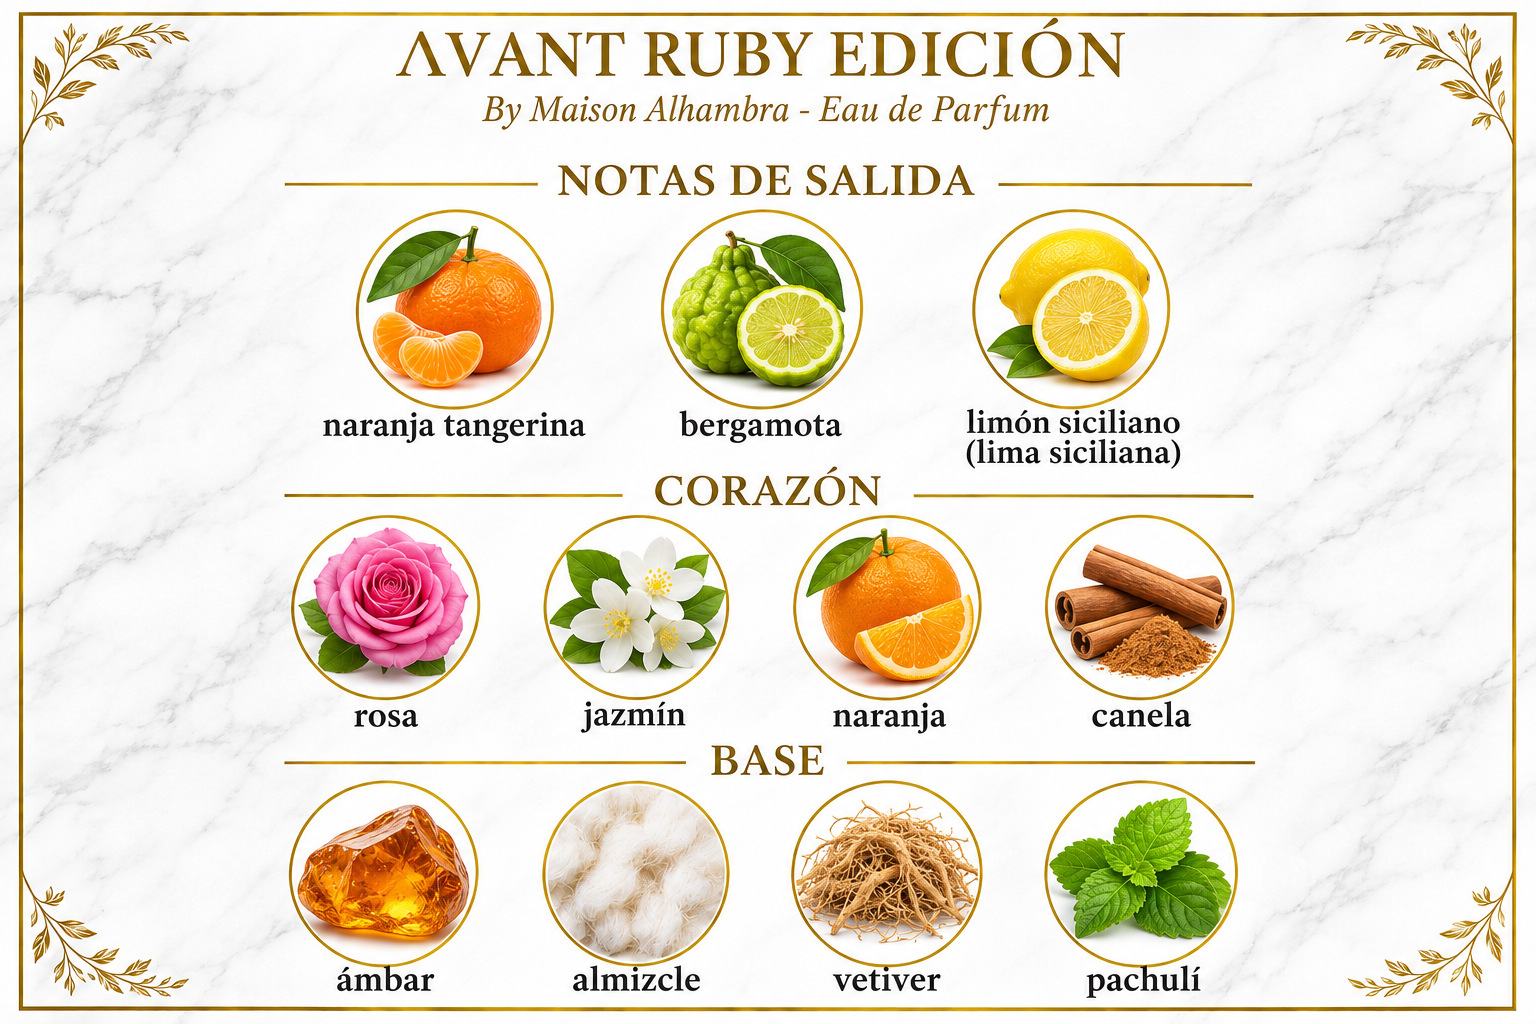 ΛVANT RUBY EDICIÓN
By Maison Alhambra - Eau de Parfum
NOTAS DE SALIDA
naranja tangerina
bergamota
limón siciliano
(lima siciliana)
CORAZÓN
rosa
jazmín
naranja
canela
BASE
ámbar
almizcle
vetiver
pachulí